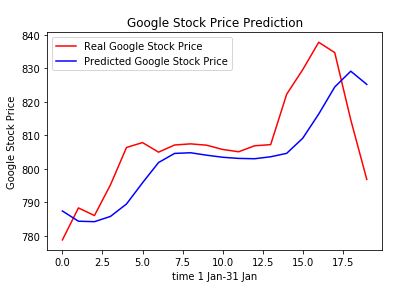 Google Stock Price Prediction
Real Google Stock Price
Predicted Google Stock Price
Google Stock Price
840
830
820
810
800
790
780
0.0 2.5 5.0 7.5 10.0 12.5 15.0 17.5
time 1 Jan-31 Jan